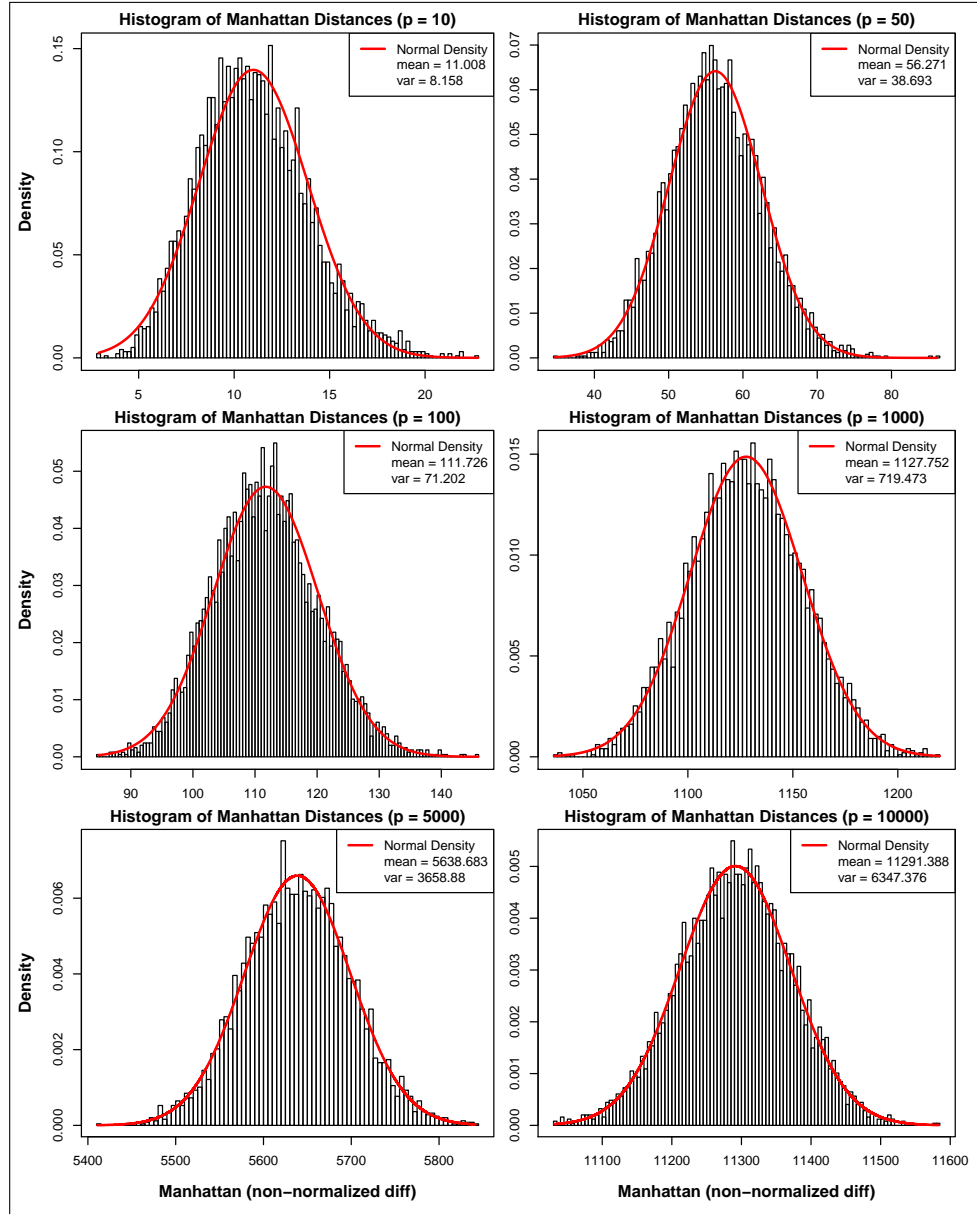 Histogram of Manhattan Distances (p = 10)
Normal Density
mean = 11.008
var = 8.158
Density
0.00
0.05
0.10
0.15
5 10 15 20
Histogram of Manhattan Distances (p = 50)
Normal Density
mean = 56.271
var = 38.693
0.00
0.01
0.02
0.03
0.04
0.05
0.06
0.07
40 50 60 70 80
Histogram of Manhattan Distances (p = 100)
Normal Density
mean = 111.726
var = 71.202
Density
0.00
0.01
0.02
0.03
0.04
0.05
90 100 110 120 130 140
Histogram of Manhattan Distances (p = 1000)
Normal Density
mean = 1127.752
var = 719.473
0.000
0.005
0.010
0.015
1050 1100 1150 1200
Histogram of Manhattan Distances (p = 5000)
Normal Density
mean = 5638.683
var = 3658.88
Density
0.000
0.002
0.004
0.006
5400 5500 5600 5700 5800
Manhattan (non−normalized diff)
Histogram of Manhattan Distances (p = 10000)
Normal Density
mean = 11291.388
var = 6347.376
0.000
0.001
0.002
0.003
0.004
0.005
11100 11200 11300 11400 11500 11600
Manhattan (non−normalized diff)